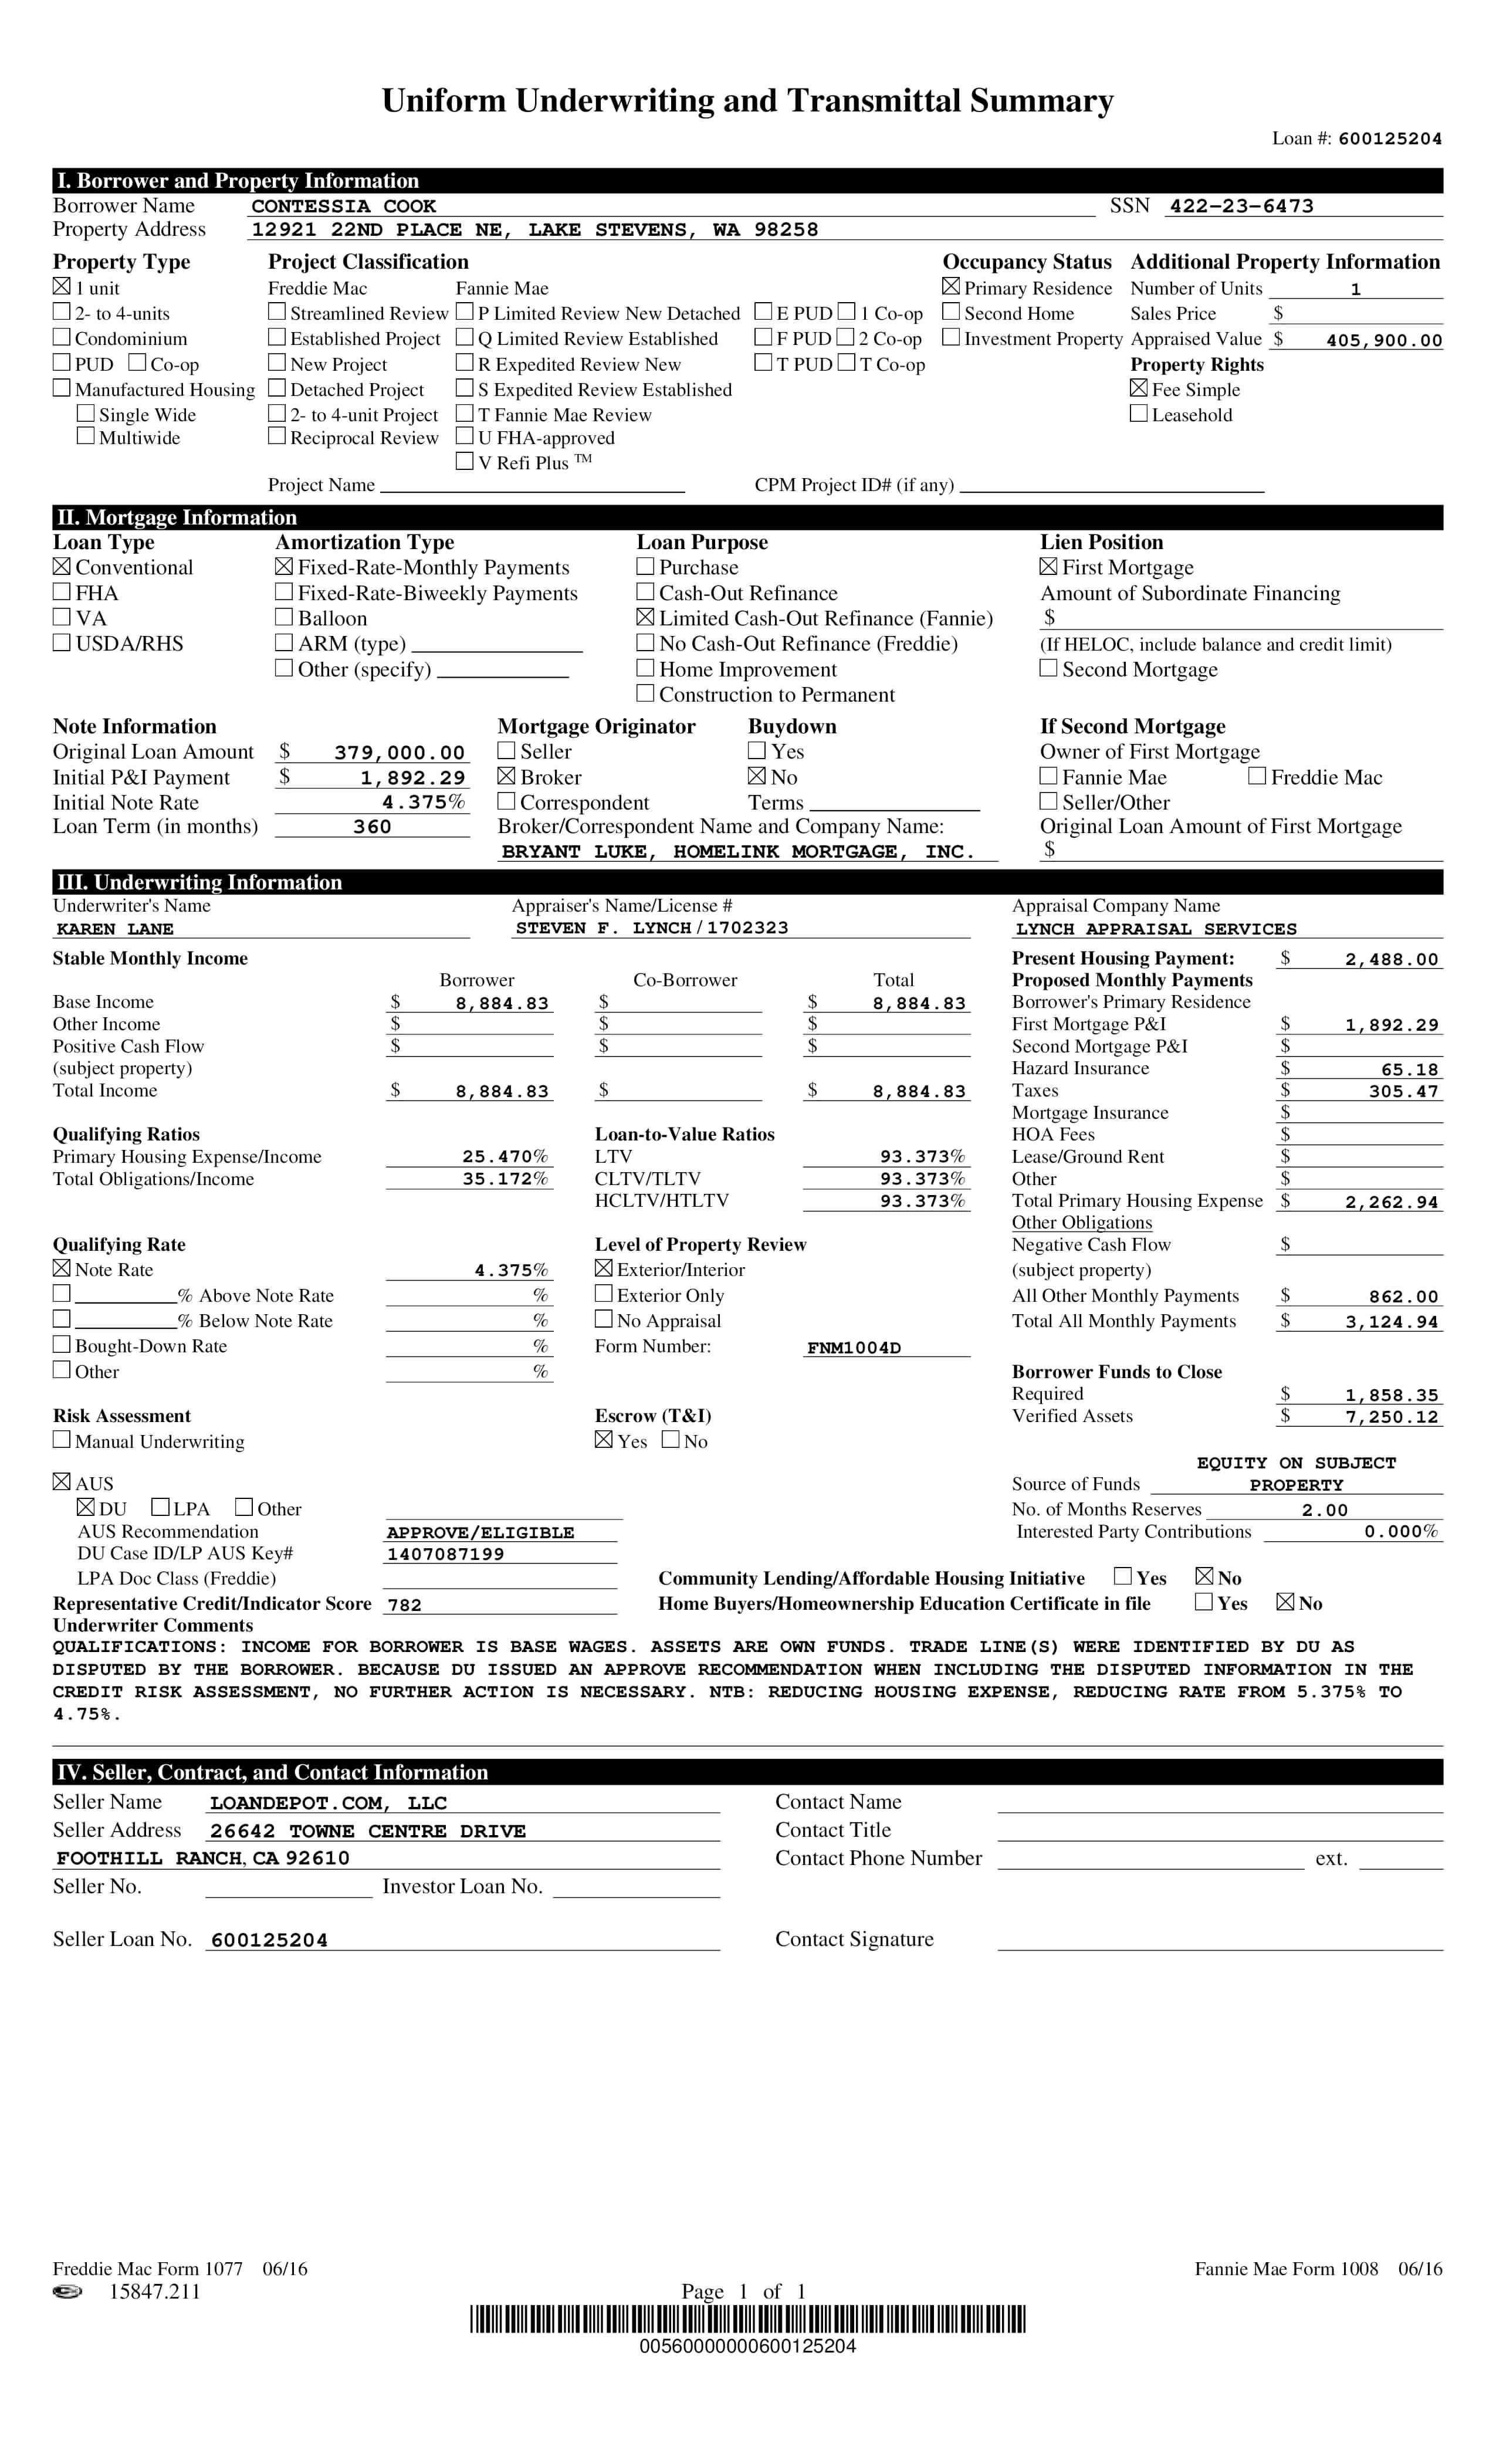 Uniform Underwriting and Transmittal Summary
Loan #: 600125204
I. Borrower and Property Information
Borrower Name CONTESSIA COOK SSN 422-23-6473
Property Address 12921 22ND PLACE NE, LAKE STEVENS, WA 98258
Property Type Project Classification Occupancy Status Additional Property Information
☒ 1 unit Freddie Mac Fannie Mae ☒ Primary Residence Number of Units 1
☐ 2- to 4-units ☐ Streamlined Review ☐ P Limited Review New Detached ☐ E PUD ☐ 1 Co-op ☐ Second Home Sales Price $
☐ Condominium ☐ Established Project ☐ Q Limited Review Established ☐ F PUD ☐ 2 Co-op ☐ Investment Property Appraised Value $ 405,900.00
☐ PUD ☐ Co-op ☐ New Project ☐ R Expedited Review New ☐ T PUD ☐ T Co-op Property Rights
☐ Manufactured Housing ☐ Detached Project ☐ S Expedited Review Established ☒ Fee Simple
☐ Single Wide ☐ 2- to 4-unit Project ☐ T Fannie Mae Review ☐ Leasehold
☐ Multiwide ☐ Reciprocal Review ☐ U FHA-approved
☐ V Refi Plus TM
Project Name CPM Project ID# (if any)
II. Mortgage Information
Loan Type Amortization Type Loan Purpose Lien Position
☒ Conventional ☒ Fixed-Rate-Monthly Payments ☐ Purchase ☒ First Mortgage
☐ FHA ☐ Fixed-Rate-Biweekly Payments ☐ Cash-Out Refinance Amount of Subordinate Financing
☐ VA ☐ Balloon ☒ Limited Cash-Out Refinance (Fannie) $
☐ USDA/RHS ☐ ARM (type) ☐ No Cash-Out Refinance (Freddie) (If HELOC, include balance and credit limit)
☐ Other (specify) ☐ Home Improvement ☐ Second Mortgage
☐ Construction to Permanent
Note Information Mortgage Originator Buydown If Second Mortgage
Original Loan Amount $ 379,000.00 ☐ Seller ☐ Yes Owner of First Mortgage
Initial P&I Payment $ 1,892.29 ☒ Broker ☒ No ☐ Fannie Mae ☐ Freddie Mac
Initial Note Rate 4.375% ☐ Correspondent Terms ☐ Seller/Other
Loan Term (in months) 360 Broker/Correspondent Name and Company Name: Original Loan Amount of First Mortgage
BRYANT LUKE, HOMELINK MORTGAGE, INC. $
III. Underwriting Information
Underwriter's Name Appraiser's Name/License # Appraisal Company Name
KAREN LANE STEVEN F. LYNCH / 1702323 LYNCH APPRAISAL SERVICES
Stable Monthly Income Present Housing Payment: $ 2,488.00
Borrower Co-Borrower Total Proposed Monthly Payments
Base Income $ 8,884.83 $ $ 8,884.83 Borrower's Primary Residence
Other Income $ $ $ First Mortgage P&I $ 1,892.29
Positive Cash Flow $ $ $ Second Mortgage P&I $
(subject property) Hazard Insurance $ 65.18
Total Income $ 8,884.83 $ $ 8,884.83 Taxes $ 305.47
Mortgage Insurance $
Qualifying Ratios Loan-to-Value Ratios HOA Fees $
Primary Housing Expense/Income 25.470% LTV 93.373% Lease/Ground Rent $
Total Obligations/Income 35.172% CLTV/TLTV 93.373% Other $
HCLTV/HTLTV 93.373% Total Primary Housing Expense $ 2,262.94
Other Obligations
Qualifying Rate Level of Property Review Negative Cash Flow $
☒ Note Rate 4.375% ☒ Exterior/Interior (subject property)
☐ % Above Note Rate % ☐ Exterior Only All Other Monthly Payments $ 862.00
☐ % Below Note Rate % ☐ No Appraisal Total All Monthly Payments $ 3,124.94
☐ Bought-Down Rate % Form Number: FNM1004D
☐ Other % Borrower Funds to Close
Required $ 1,858.35
Risk Assessment Escrow (T&I) Verified Assets $ 7,250.12
☐ Manual Underwriting ☒ Yes ☐ No
EQUITY ON SUBJECT
☒ AUS Source of Funds PROPERTY
☒ DU ☐ LPA ☐ Other No. of Months Reserves 2.00
AUS Recommendation APPROVE/ELIGIBLE Interested Party Contributions 0.000%
DU Case ID/LP AUS Key# 1407087199
LPA Doc Class (Freddie) Community Lending/Affordable Housing Initiative ☐ Yes ☒ No
Representative Credit/Indicator Score 782 Home Buyers/Homeownership Education Certificate in file ☐ Yes ☒ No
Underwriter Comments
QUALIFICATIONS: INCOME FOR BORROWER IS BASE WAGES. ASSETS ARE OWN FUNDS. TRADE LINE(S) WERE IDENTIFIED BY DU AS
DISPUTED BY THE BORROWER. BECAUSE DU ISSUED AN APPROVE RECOMMENDATION WHEN INCLUDING THE DISPUTED INFORMATION IN THE
CREDIT RISK ASSESSMENT, NO FURTHER ACTION IS NECESSARY. NTB: REDUCING HOUSING EXPENSE, REDUCING RATE FROM 5.375% TO
4.75%.
IV. Seller, Contract, and Contact Information
Seller Name LOANDEPOT.COM, LLC Contact Name
Seller Address 26642 TOWNE CENTRE DRIVE Contact Title
FOOTHILL RANCH, CA 92610 Contact Phone Number ext.
Seller No. Investor Loan No.
Seller Loan No. 600125204 Contact Signature
Freddie Mac Form 1077 06/16 Fannie Mae Form 1008 06/16
15847.211 Page 1 of 1
00560000000600125204